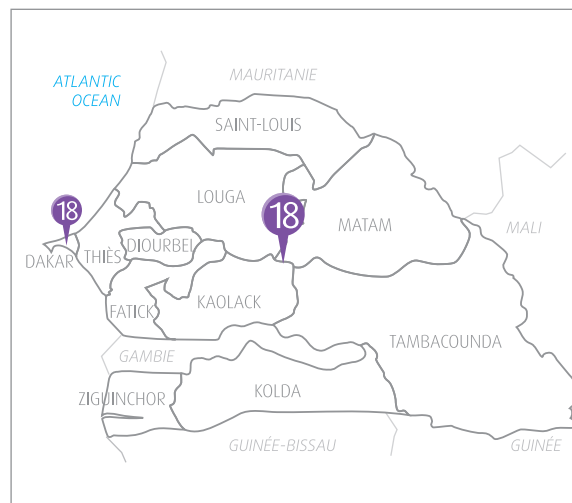 MAURITANIE
ATLANTIC
OCEAN
SAINT-LOUIS
LOUGA
18
18
MATAM
MALI
DIOURBEL
DAKAR
THIÈS
KAOLACK
FATICK
TAMBACOUNDA
GAMBIE
ZIGUINCHOR
KOLDA
GUINÉE-BISSAU
GUINÉE